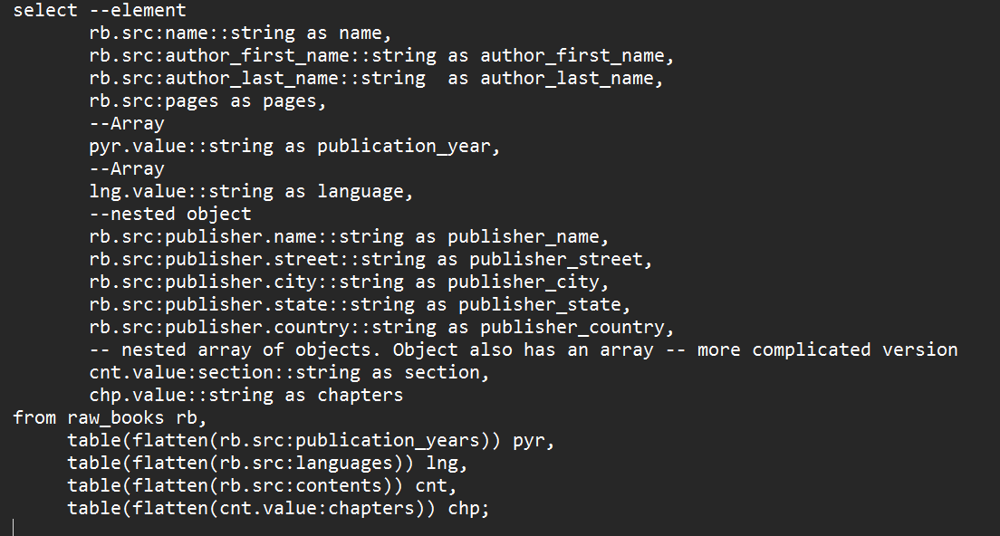 select --element
rb.src:name::string as name,
rb.src:author_first_name::string as author_first_name,
rb.src:author_last_name::string  as author_last_name,
rb.src:pages as pages,
--Array
pyr.value::string as publication_year,
--Array
lng.value::string as language,
--nested object
rb.src:publisher.name::string as publisher_name,
rb.src:publisher.street::string as publisher_street,
rb.src:publisher.city::string as publisher_city,
rb.src:publisher.state::string as publisher_state,
rb.src:publisher.country::string as publisher_country,
-- nested array of objects. Object also has an array -- more complicated version
cnt.value:section::string as section,
chp.value::string as chapters
from raw_books rb,
table(flatten(rb.src:publication_years)) pyr,
table(flatten(rb.src:languages)) lng,
table(flatten(rb.src:contents)) cnt,
table(flatten(cnt.value:chapters)) chp;